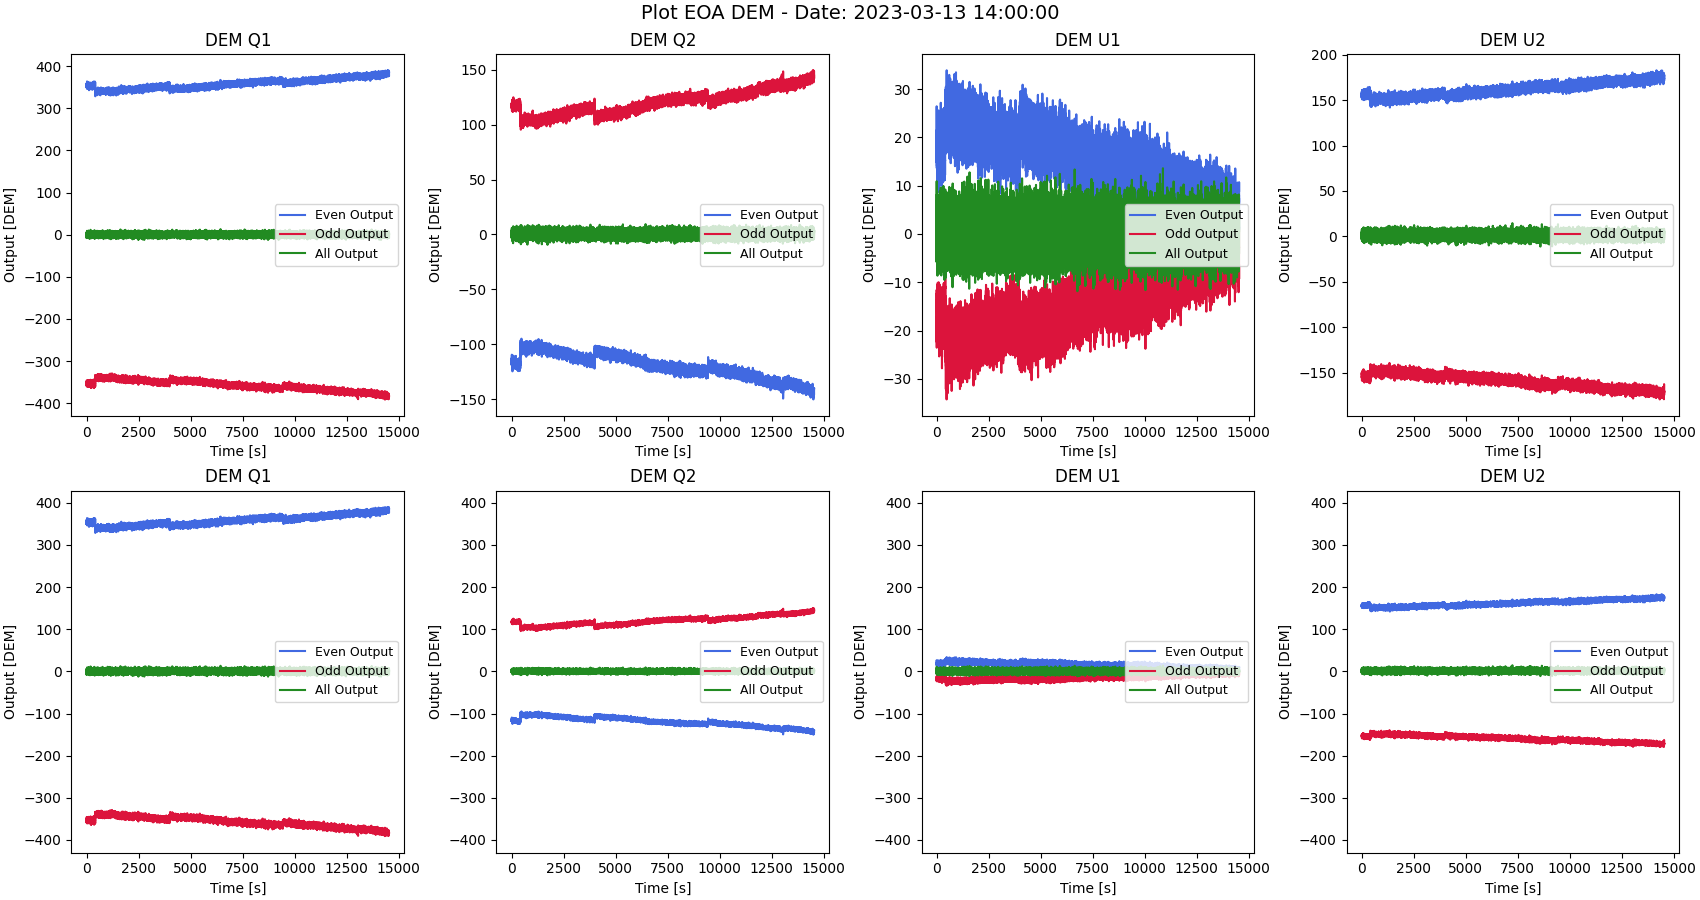 Plot EOA DEM - Date: 2023-03-13 14:00:00
DEM Q1
Output [DEM]
400
300
200
100
0
−100
−200
−300
−400
Even Output
Odd Output
All Output
0 2500 5000 7500 10000 12500 15000
Time [s]
DEM Q2
Output [DEM]
150
100
50
0
−50
−100
−150
Even Output
Odd Output
All Output
0 2500 5000 7500 10000 12500 15000
Time [s]
DEM U1
Output [DEM]
30
20
10
0
−10
−20
−30
Even Output
Odd Output
All Output
0 2500 5000 7500 10000 12500 15000
Time [s]
DEM U2
Output [DEM]
200
150
100
50
0
−50
−100
−150
Even Output
Odd Output
All Output
0 2500 5000 7500 10000 12500 15000
Time [s]
DEM Q1
Output [DEM]
400
300
200
100
0
−100
−200
−300
−400
Even Output
Odd Output
All Output
0 2500 5000 7500 10000 12500 15000
Time [s]
DEM Q2
Output [DEM]
400
300
200
100
0
−100
−200
−300
−400
Even Output
Odd Output
All Output
0 2500 5000 7500 10000 12500 15000
Time [s]
DEM U1
Output [DEM]
400
300
200
100
0
−100
−200
−300
−400
Even Output
Odd Output
All Output
0 2500 5000 7500 10000 12500 15000
Time [s]
DEM U2
Output [DEM]
400
300
200
100
0
−100
−200
−300
−400
Even Output
Odd Output
All Output
0 2500 5000 7500 10000 12500 15000
Time [s]